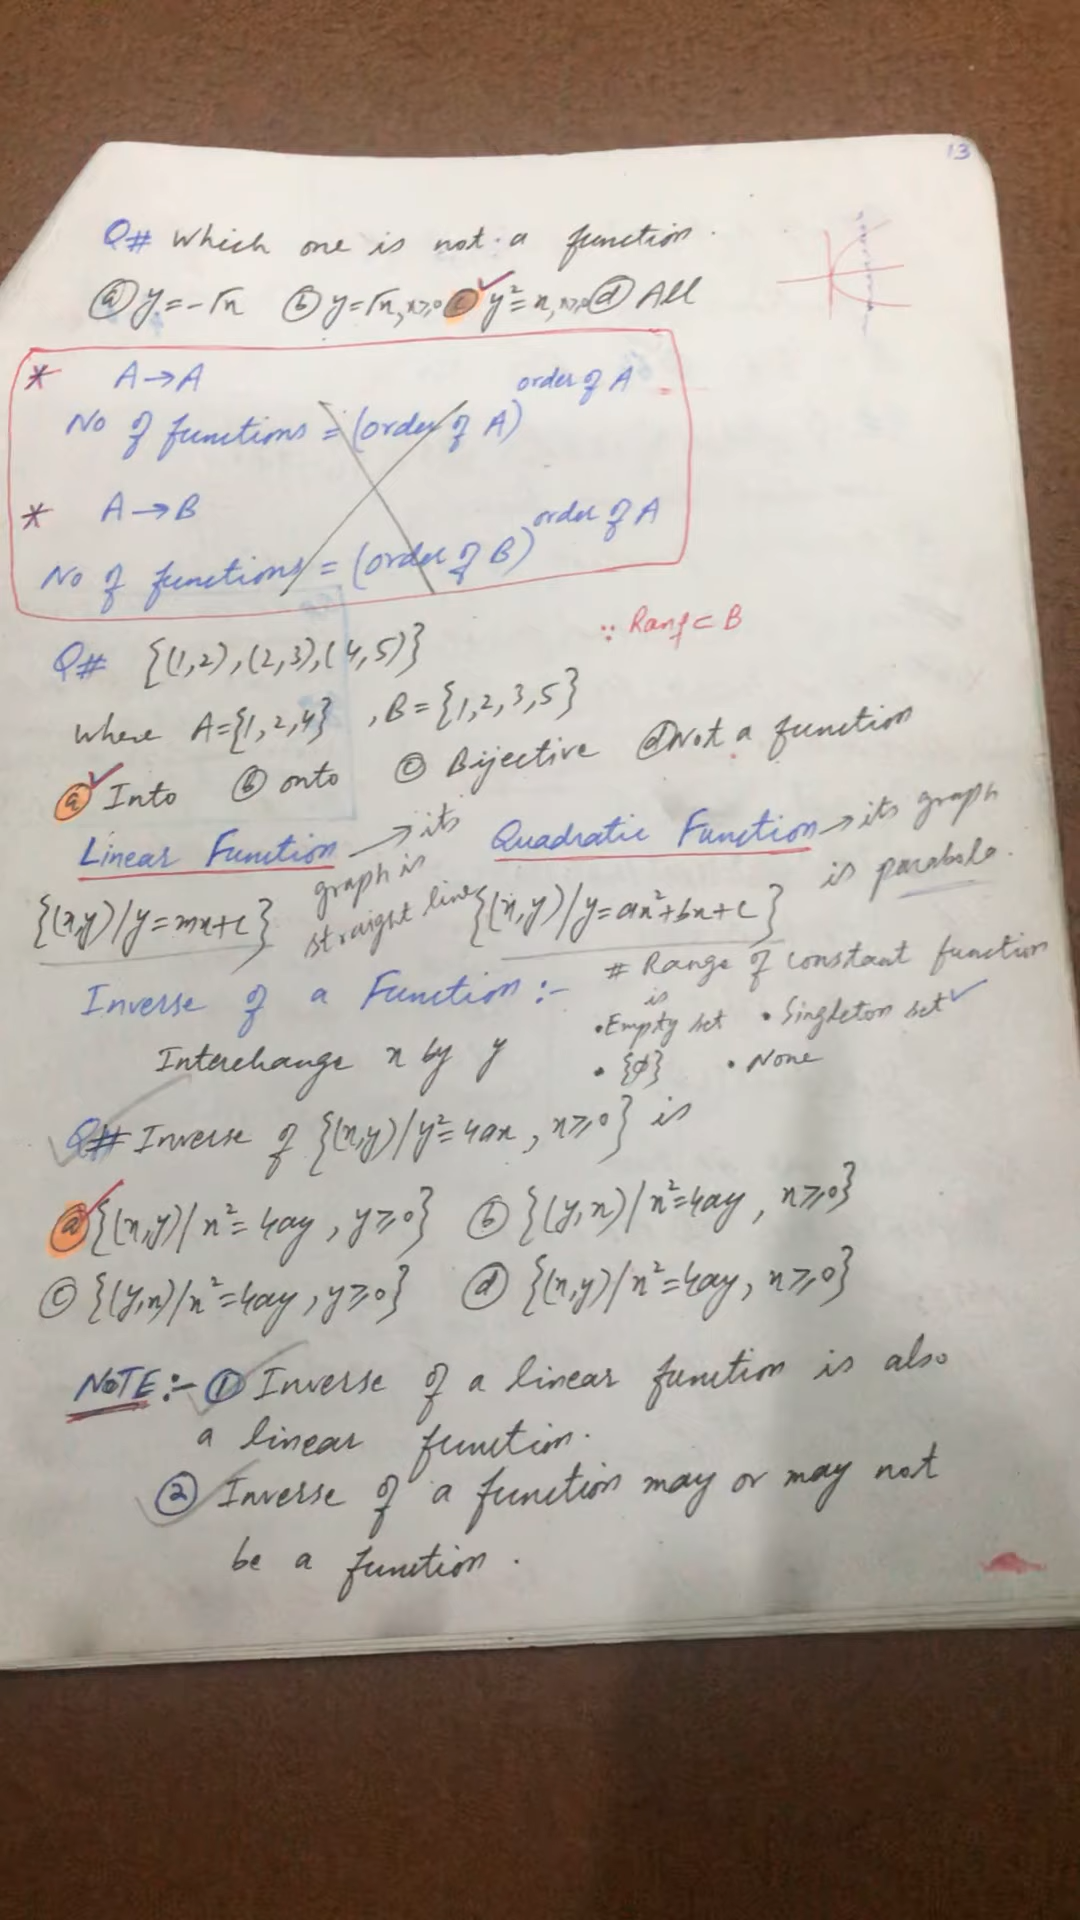 13
Q# Which one is not a function.
ⓐ y=-√x ⓑ y=√x, x≥0 ⓒ y²=x, x≥0 ⓓ All
* A→A
No of functions = (order of A)^order of A
* A→B
No of functions = (order of B)^order of A
∵ Rang ⊂ B
Q# {(1,2),(2,3),(4,5)}
where A={1,2,4} , B={1,2,3,5}
ⓐ Into ⓑ onto ⓒ Bijective ⓓ Not a function
Linear Function → its graph is straight line
{(x,y)/y=mx+c}
Quadratic Function → its graph is parabola.
{(x,y)/y=ax²+bx+c}
Inverse of a Function :-
Interchange x by y
# Range of constant function
is
• Empty set • Singleton set ✓
• {φ} • None
Q# Inverse of {(x,y)/y²=4ax, x≥0} is
ⓐ {(x,y)/x²=4ay, y≥0} ⓑ {(y,x)/x²=4ay, x≥0}
ⓒ {(y,x)/x²=4ay, y≥0} ⓓ {(x,y)/x²=4ay, x≥0}
NOTE:- ① Inverse of a linear function is also
a linear function.
② Inverse of a function may or may not
be a function.